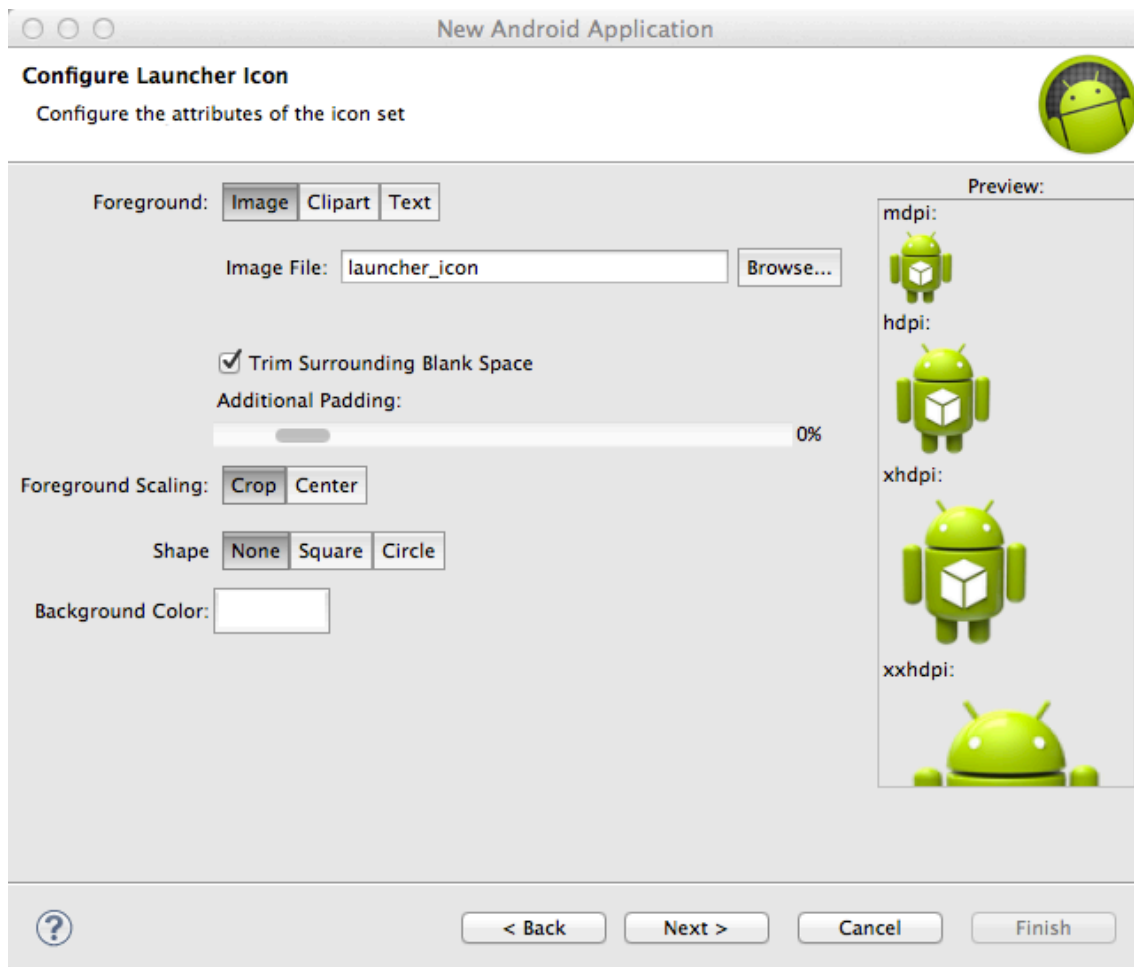 New Android Application
Configure Launcher Icon
Configure the attributes of the icon set
Foreground: Image Clipart Text
Image File: launcher_icon Browse...
Trim Surrounding Blank Space
Additional Padding:
0%
Foreground Scaling: Crop Center
Shape None Square Circle
Background Color:
Preview:
mdpi:
hdpi:
xhdpi:
xxhdpi:
? < Back Next > Cancel Finish